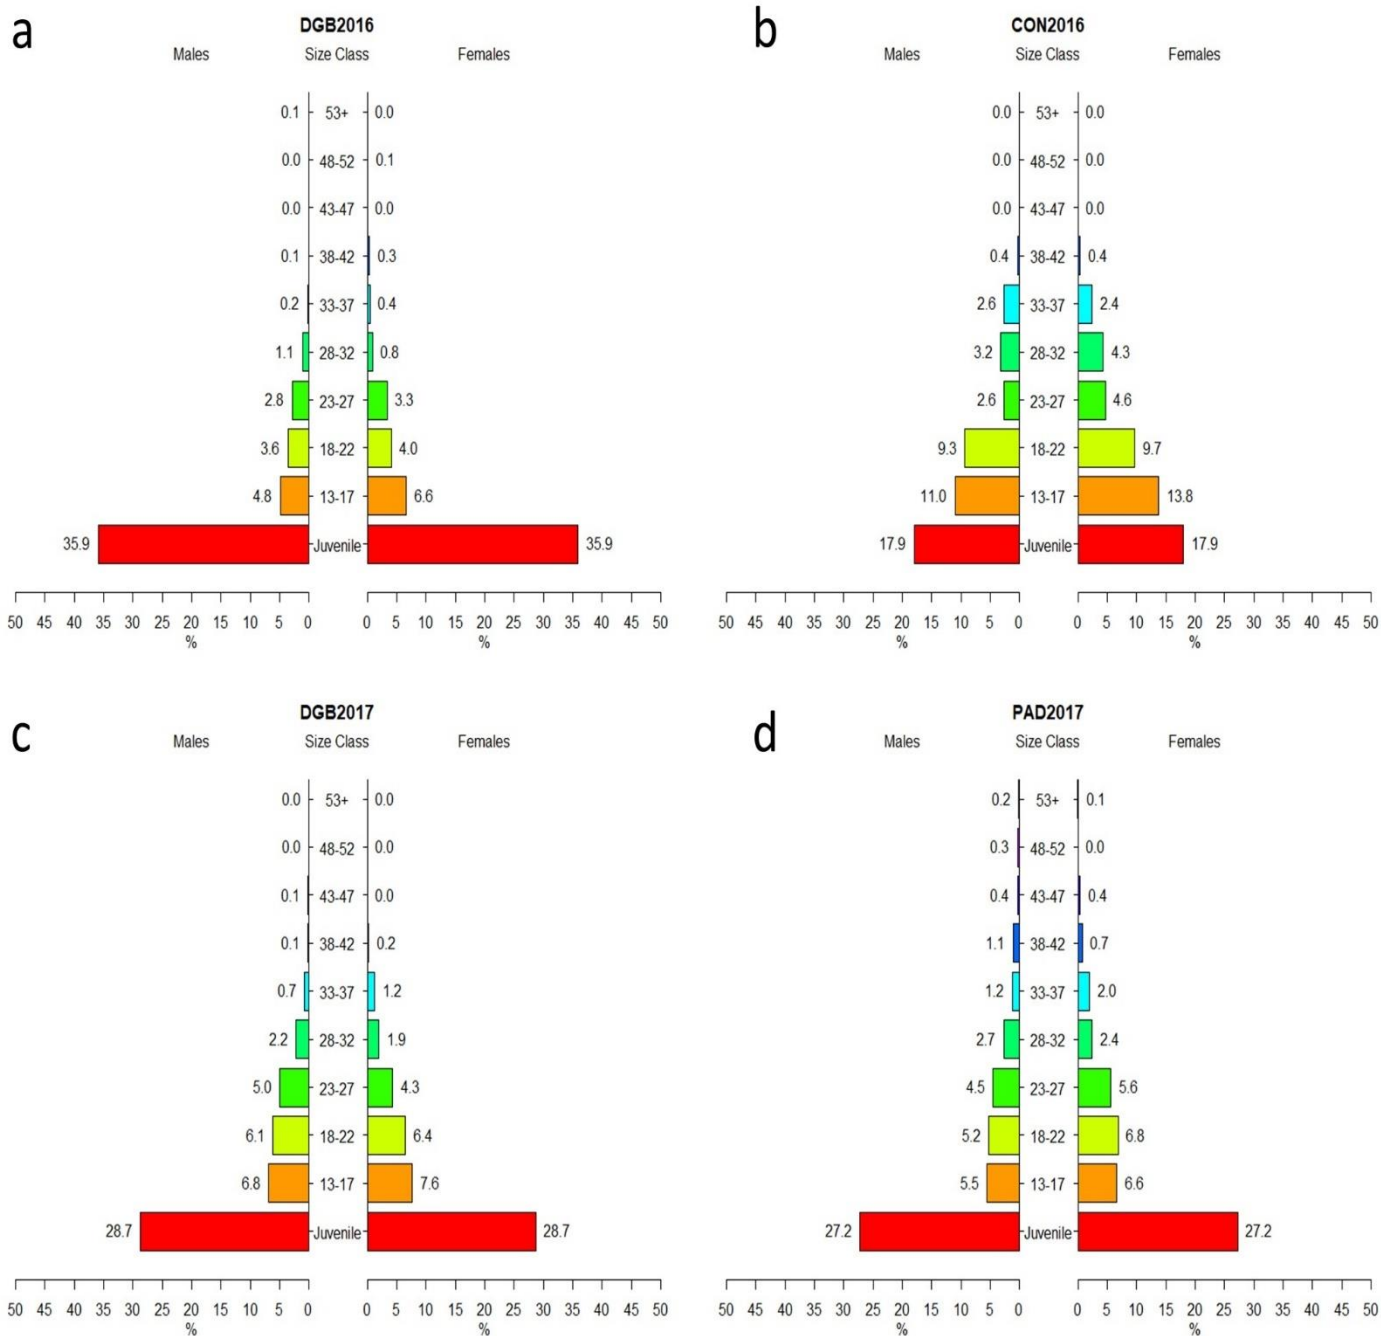 a
DGB2016
Males Size Class Females
0.1 53+ 0.0
0.0 48-52 0.1
0.0 43-47 0.0
0.1 38-42 0.3
0.2 33-37 0.4
1.1 28-32 0.8
2.8 23-27 3.3
3.6 18-22 4.0
4.8 13-17 6.6
35.9 Juvenile 35.9
50 45 40 35 30 25 20 15 10 5 0 0 5 10 15 20 25 30 35 40 45 50
% %
b
CON2016
Males Size Class Females
0.0 53+ 0.0
0.0 48-52 0.0
0.0 43-47 0.0
0.4 38-42 0.4
2.6 33-37 2.4
3.2 28-32 4.3
2.6 23-27 4.6
9.3 18-22 9.7
11.0 13-17 13.8
17.9 Juvenile 17.9
50 45 40 35 30 25 20 15 10 5 0 0 5 10 15 20 25 30 35 40 45 50
% %
c
DGB2017
Males Size Class Females
0.0 53+ 0.0
0.0 48-52 0.0
0.1 43-47 0.0
0.1 38-42 0.2
0.7 33-37 1.2
2.2 28-32 1.9
5.0 23-27 4.3
6.1 18-22 6.4
6.8 13-17 7.6
28.7 Juvenile 28.7
50 45 40 35 30 25 20 15 10 5 0 0 5 10 15 20 25 30 35 40 45 50
% %
d
PAD2017
Males Size Class Females
0.2 53+ 0.1
0.3 48-52 0.0
0.4 43-47 0.4
1.1 38-42 0.7
1.2 33-37 2.0
2.7 28-32 2.4
4.5 23-27 5.6
5.2 18-22 6.8
5.5 13-17 6.6
27.2 Juvenile 27.2
50 45 40 35 30 25 20 15 10 5 0 0 5 10 15 20 25 30 35 40 45 50
% %